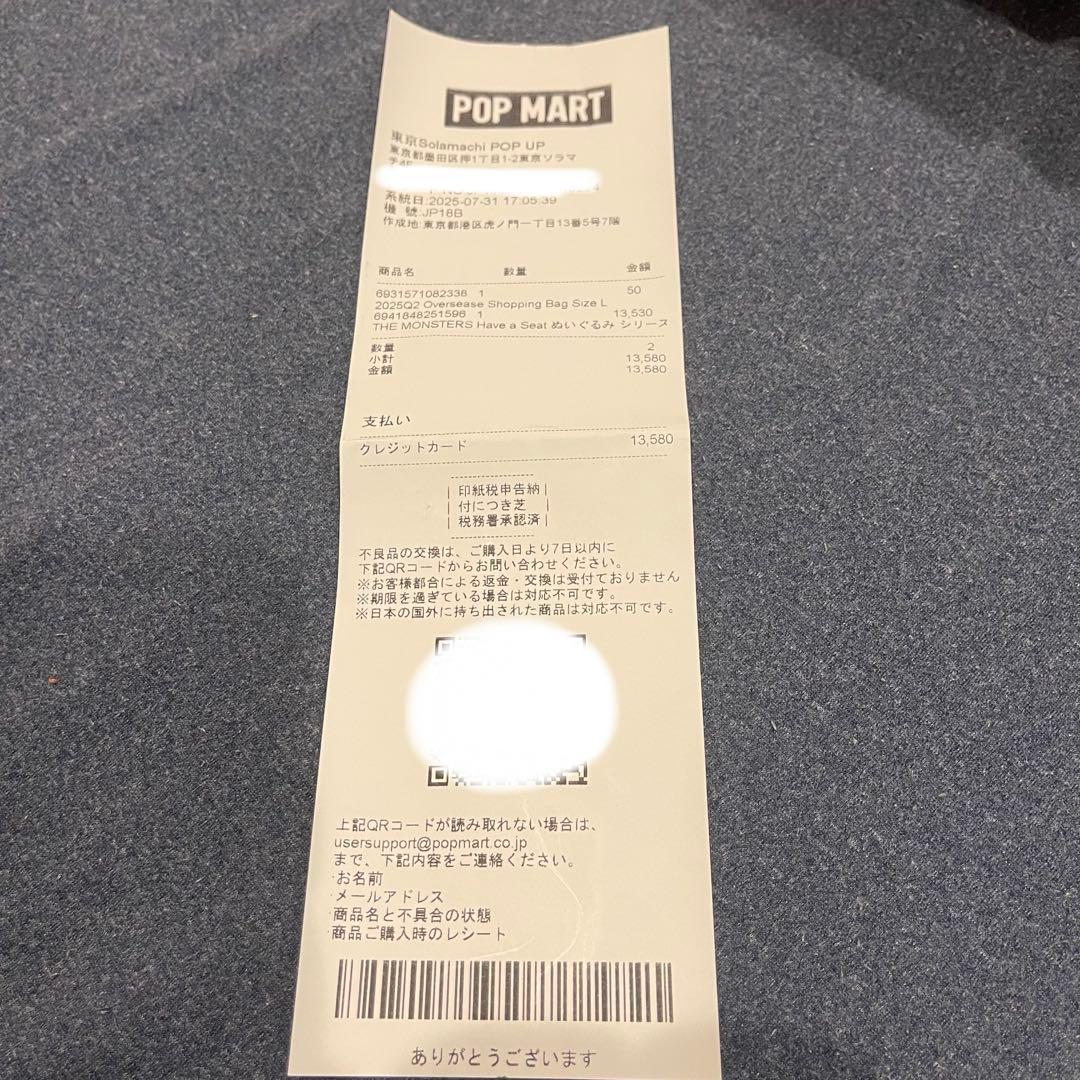 POP MART
東京Solamachi POP UP
東京都墨田区押1丁目1-2東京ソラマ
チ4F
系統日:2025-07-31 17:05:39
機 號:JP18B
作成地:東京都港区虎ノ門一丁目13番5号7階
商品名 数量 金額
6931571082338 1 50
2025Q2 Oversease Shopping Bag Size L
6941848251596 1 13,530
THE MONSTERS Have a Seat ぬいぐるみ シリーズ
数量 2
小計 13,580
金額 13,580
支払い
クレジットカード 13,580
印紙税申告納
付につき芝
税務署承認済
不良品の交換は、ご購入日より7日以内に
下記QRコードからお問い合わせください。
※お客様都合による返金・交換は受付ておりません
※期限を過ぎている場合は対応不可です。
※日本の国外に持ち出された商品は対応不可です。
上記QRコードが読み取れない場合は、
usersupport@popmart.co.jp
まで、下記内容をご連絡ください。
·お名前
·メールアドレス
·商品名と不具合の状態
·商品ご購入時のレシート
ありがとうございます